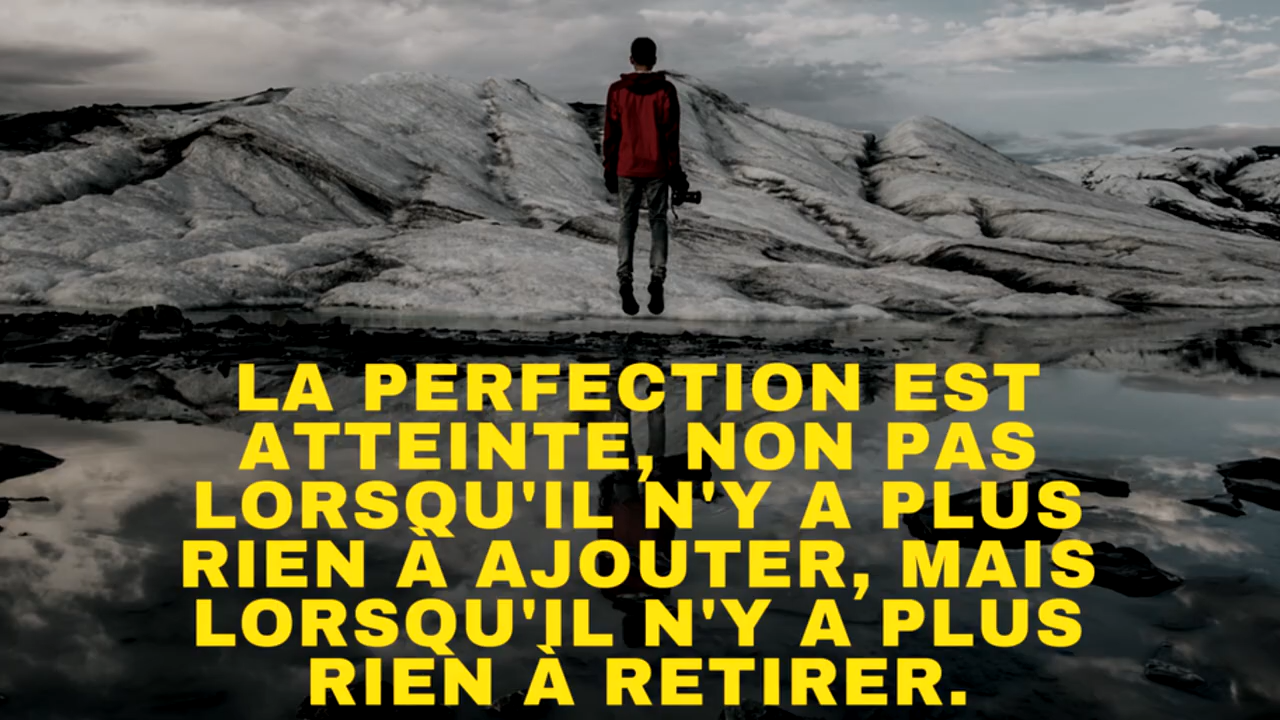 LA PERFECTION EST
ATTEINTE, NON PAS
LORSQU'IL N'Y A PLUS
RIEN À AJOUTER, MAIS
LORSQU'IL N'Y A PLUS
RIEN À RETIRER.